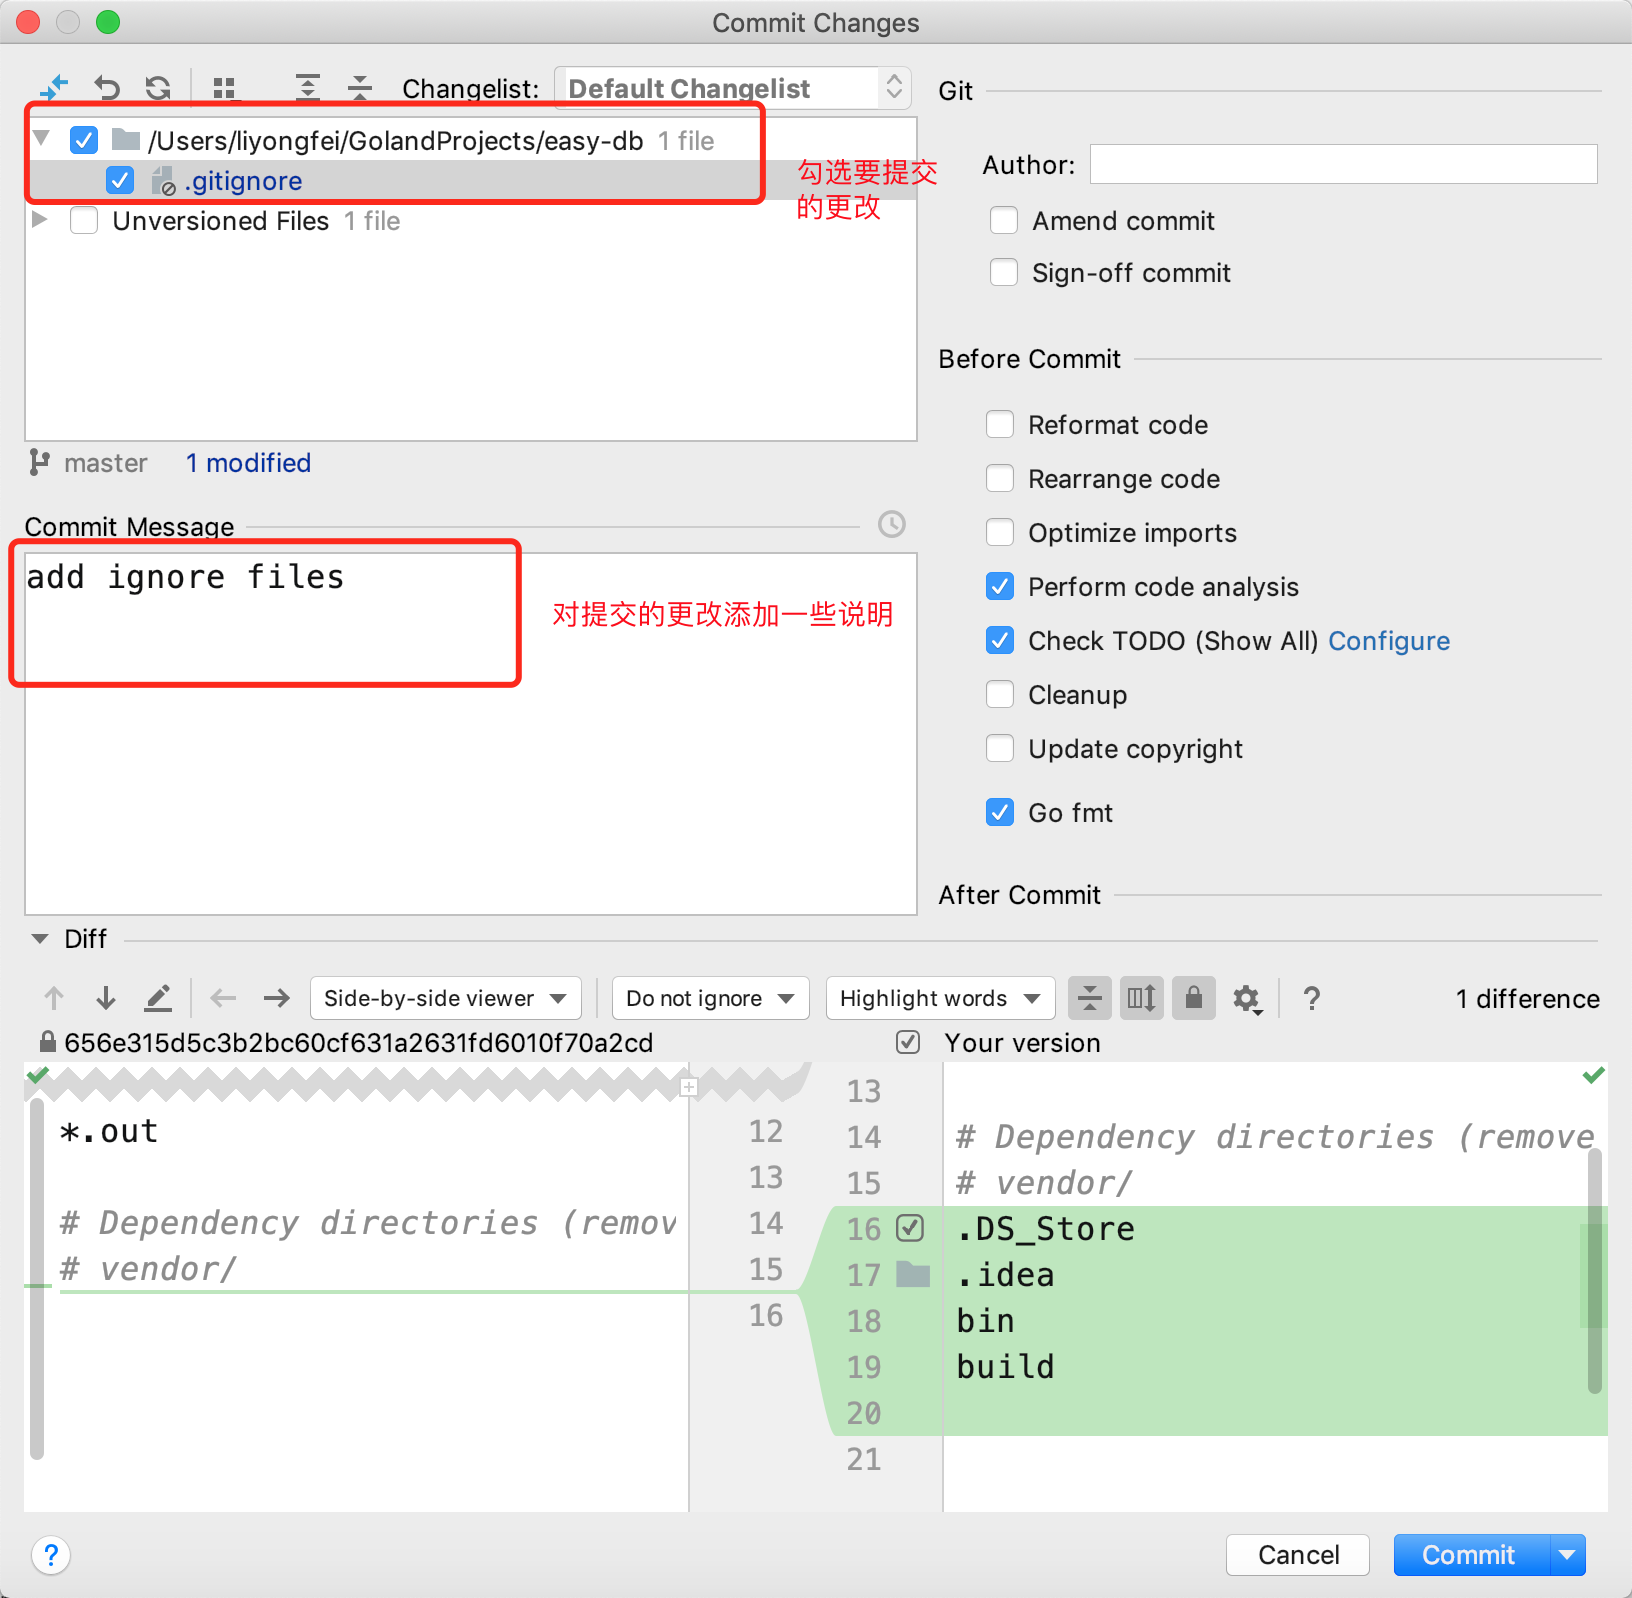 Commit Changes
Changelist: Default Changelist
/Users/liyongfei/GolandProjects/easy-db 1 file
.gitignore
Unversioned Files 1 file
勾选要提交
的更改
master 1 modified
Commit Message
add ignore files
对提交的更改添加一些说明
Git
Author:
Amend commit
Sign-off commit
Before Commit
Reformat code
Rearrange code
Optimize imports
Perform code analysis
Check TODO (Show All) Configure
Cleanup
Update copyright
Go fmt
After Commit
Diff
Side-by-side viewer Do not ignore Highlight words ? 1 difference
656e315d5c3b2bc60cf631a2631fd6010f70a2cd Your version
*.out 12
13
# Dependency directories (remov 14
# vendor/ 15
16
13
14 # Dependency directories (remove
15 # vendor/
16 .DS_Store
17 .idea
18 bin
19 build
20
21
? Cancel Commit